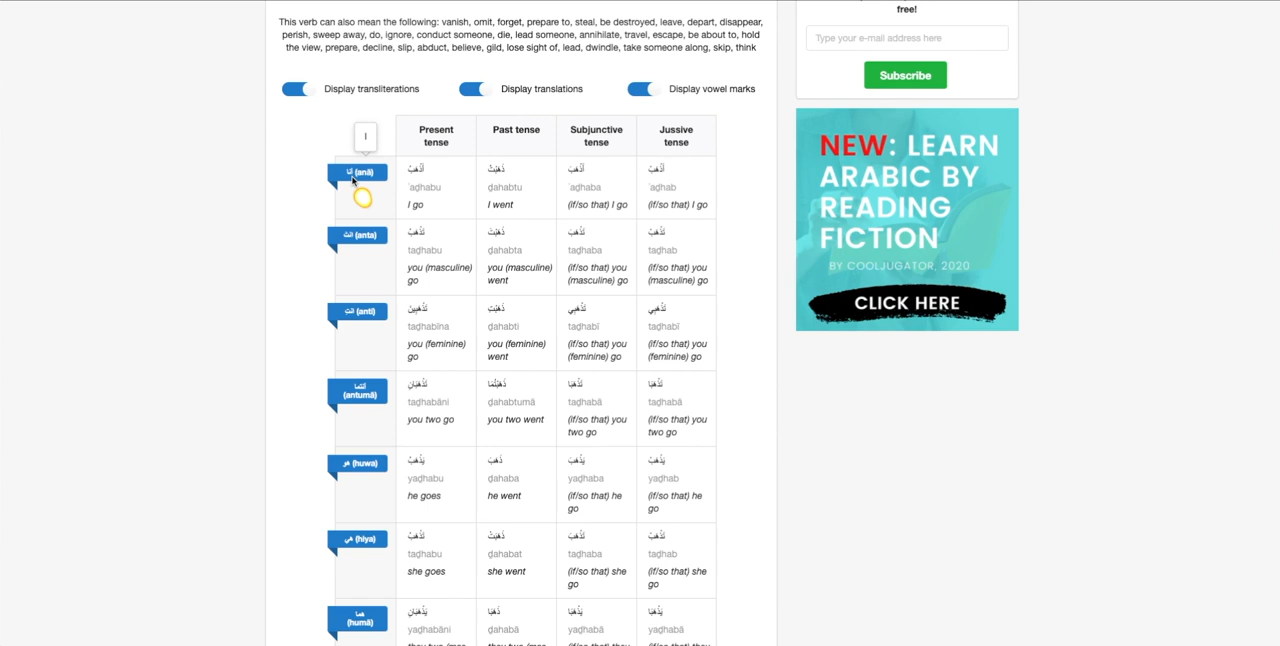 This verb can also mean the following: vanish, omit, forget, prepare to, steal, be destroyed, leave, depart, disappear,
perish, sweep away, do, ignore, conduct someone, die, lead someone, annihilate, travel, escape, be about to, hold
the view, prepare, decline, slip, abduct, believe, gild, lose sight of, lead, dwindle, take someone along, skip, think
Display transliterations Display translations Display vowel marks
I
Present tense Past tense Subjunctive tense Jussive tense
أنا (anā)
أَذْهَبُ ذَهَبْتُ أَذْهَبَ أَذْهَبْ
'aḏhabu ḏahabtu 'aḏhaba 'aḏhab
I go I went (if/so that) I go (if/so that) I go
أنتَ (anta)
تَذْهَبُ ذَهَبْتَ تَذْهَبَ تَذْهَبْ
taḏhabu ḏahabta taḏhaba taḏhab
you (masculine) go you (masculine) went (if/so that) you (masculine) go (if/so that) you (masculine) go
أنتِ (anti)
تَذْهَبِينَ ذَهَبْتِ تَذْهَبِي تَذْهَبِي
taḏhabīna ḏahabti taḏhabī taḏhabī
you (feminine) go you (feminine) went (if/so that) you (feminine) go (if/so that) you (feminine) go
أنتما (antumā)
تَذْهَبَانِ ذَهَبْتُمَا تَذْهَبَا تَذْهَبَا
taḏhabāni ḏahabtumā taḏhabā taḏhabā
you two go you two went (if/so that) you two go (if/so that) you two go
هو (huwa)
يَذْهَبُ ذَهَبَ يَذْهَبَ يَذْهَبْ
yaḏhabu ḏahaba yaḏhaba yaḏhab
he goes he went (if/so that) he go (if/so that) he go
هي (hiya)
تَذْهَبُ ذَهَبَتْ تَذْهَبَ تَذْهَبْ
taḏhabu ḏahabat taḏhaba taḏhab
she goes she went (if/so that) she go (if/so that) she go
هما (humā)
يَذْهَبَانِ ذَهَبَا يَذْهَبَا يَذْهَبَا
yaḏhabāni ḏahabā yaḏhabā yaḏhabā
free!
Type your e-mail address here
Subscribe
NEW: LEARN
ARABIC BY
READING
FICTION
BY COOLJUGATOR, 2020
CLICK HERE